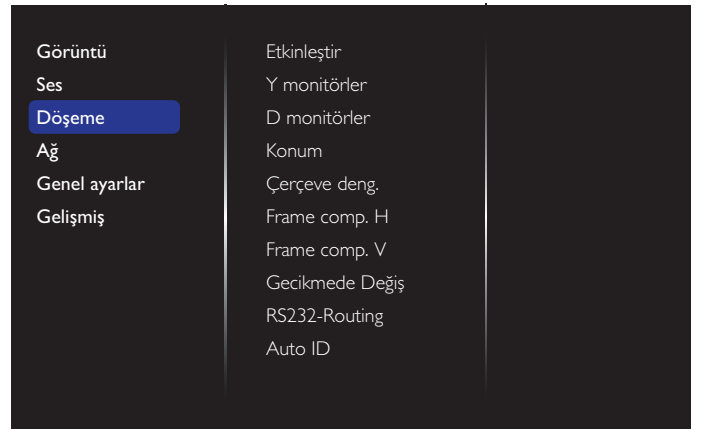 Görüntü
Ses
Döşeme
Ağ
Genel ayarlar
Gelişmiş
Etkinleştir
Y monitörler
D monitörler
Konum
Çerçeve deng.
Frame comp. H
Frame comp. V
Gecikmede Değiş
RS232-Routing
Auto ID